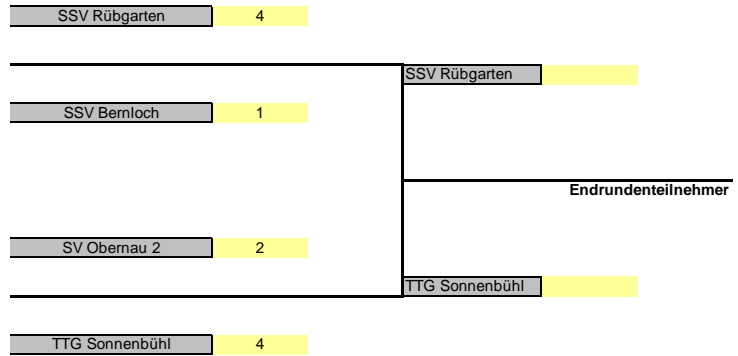 SSV Rübgarten 4
SSV Rübgarten
SSV Bernloch 1
Endrundenteilnehmer
SV Obernau 2 2
TTG Sonnenbühl
TTG Sonnenbühl 4